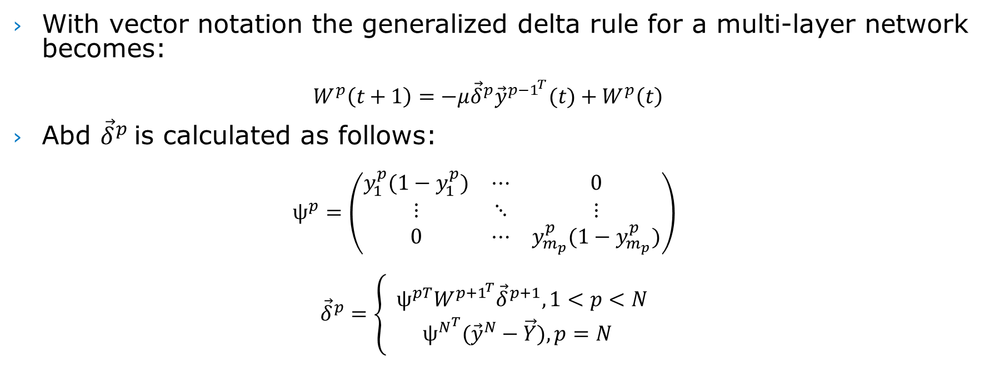 › With vector notation the generalized delta rule for a multi-layer network
becomes:
$W^p(t+1) = -\mu\vec{\delta}^p\vec{y}^{p-1^T}(t) + W^p(t)$
› Abd $\vec{\delta}^p$ is calculated as follows:
$\psi^p = \begin{pmatrix} y_1^p(1-y_1^p) & \cdots & 0 \\ \vdots & \ddots & \vdots \\ 0 & \cdots & y_{m_p}^p(1-y_{m_p}^p) \end{pmatrix}$
$\vec{\delta}^p = \begin{cases} \psi^{pT}W^{p+1^T}\vec{\delta}^{p+1}, 1 < p < N \\ \psi^{N^T}(\vec{y}^N - \vec{Y}), p = N \end{cases}$